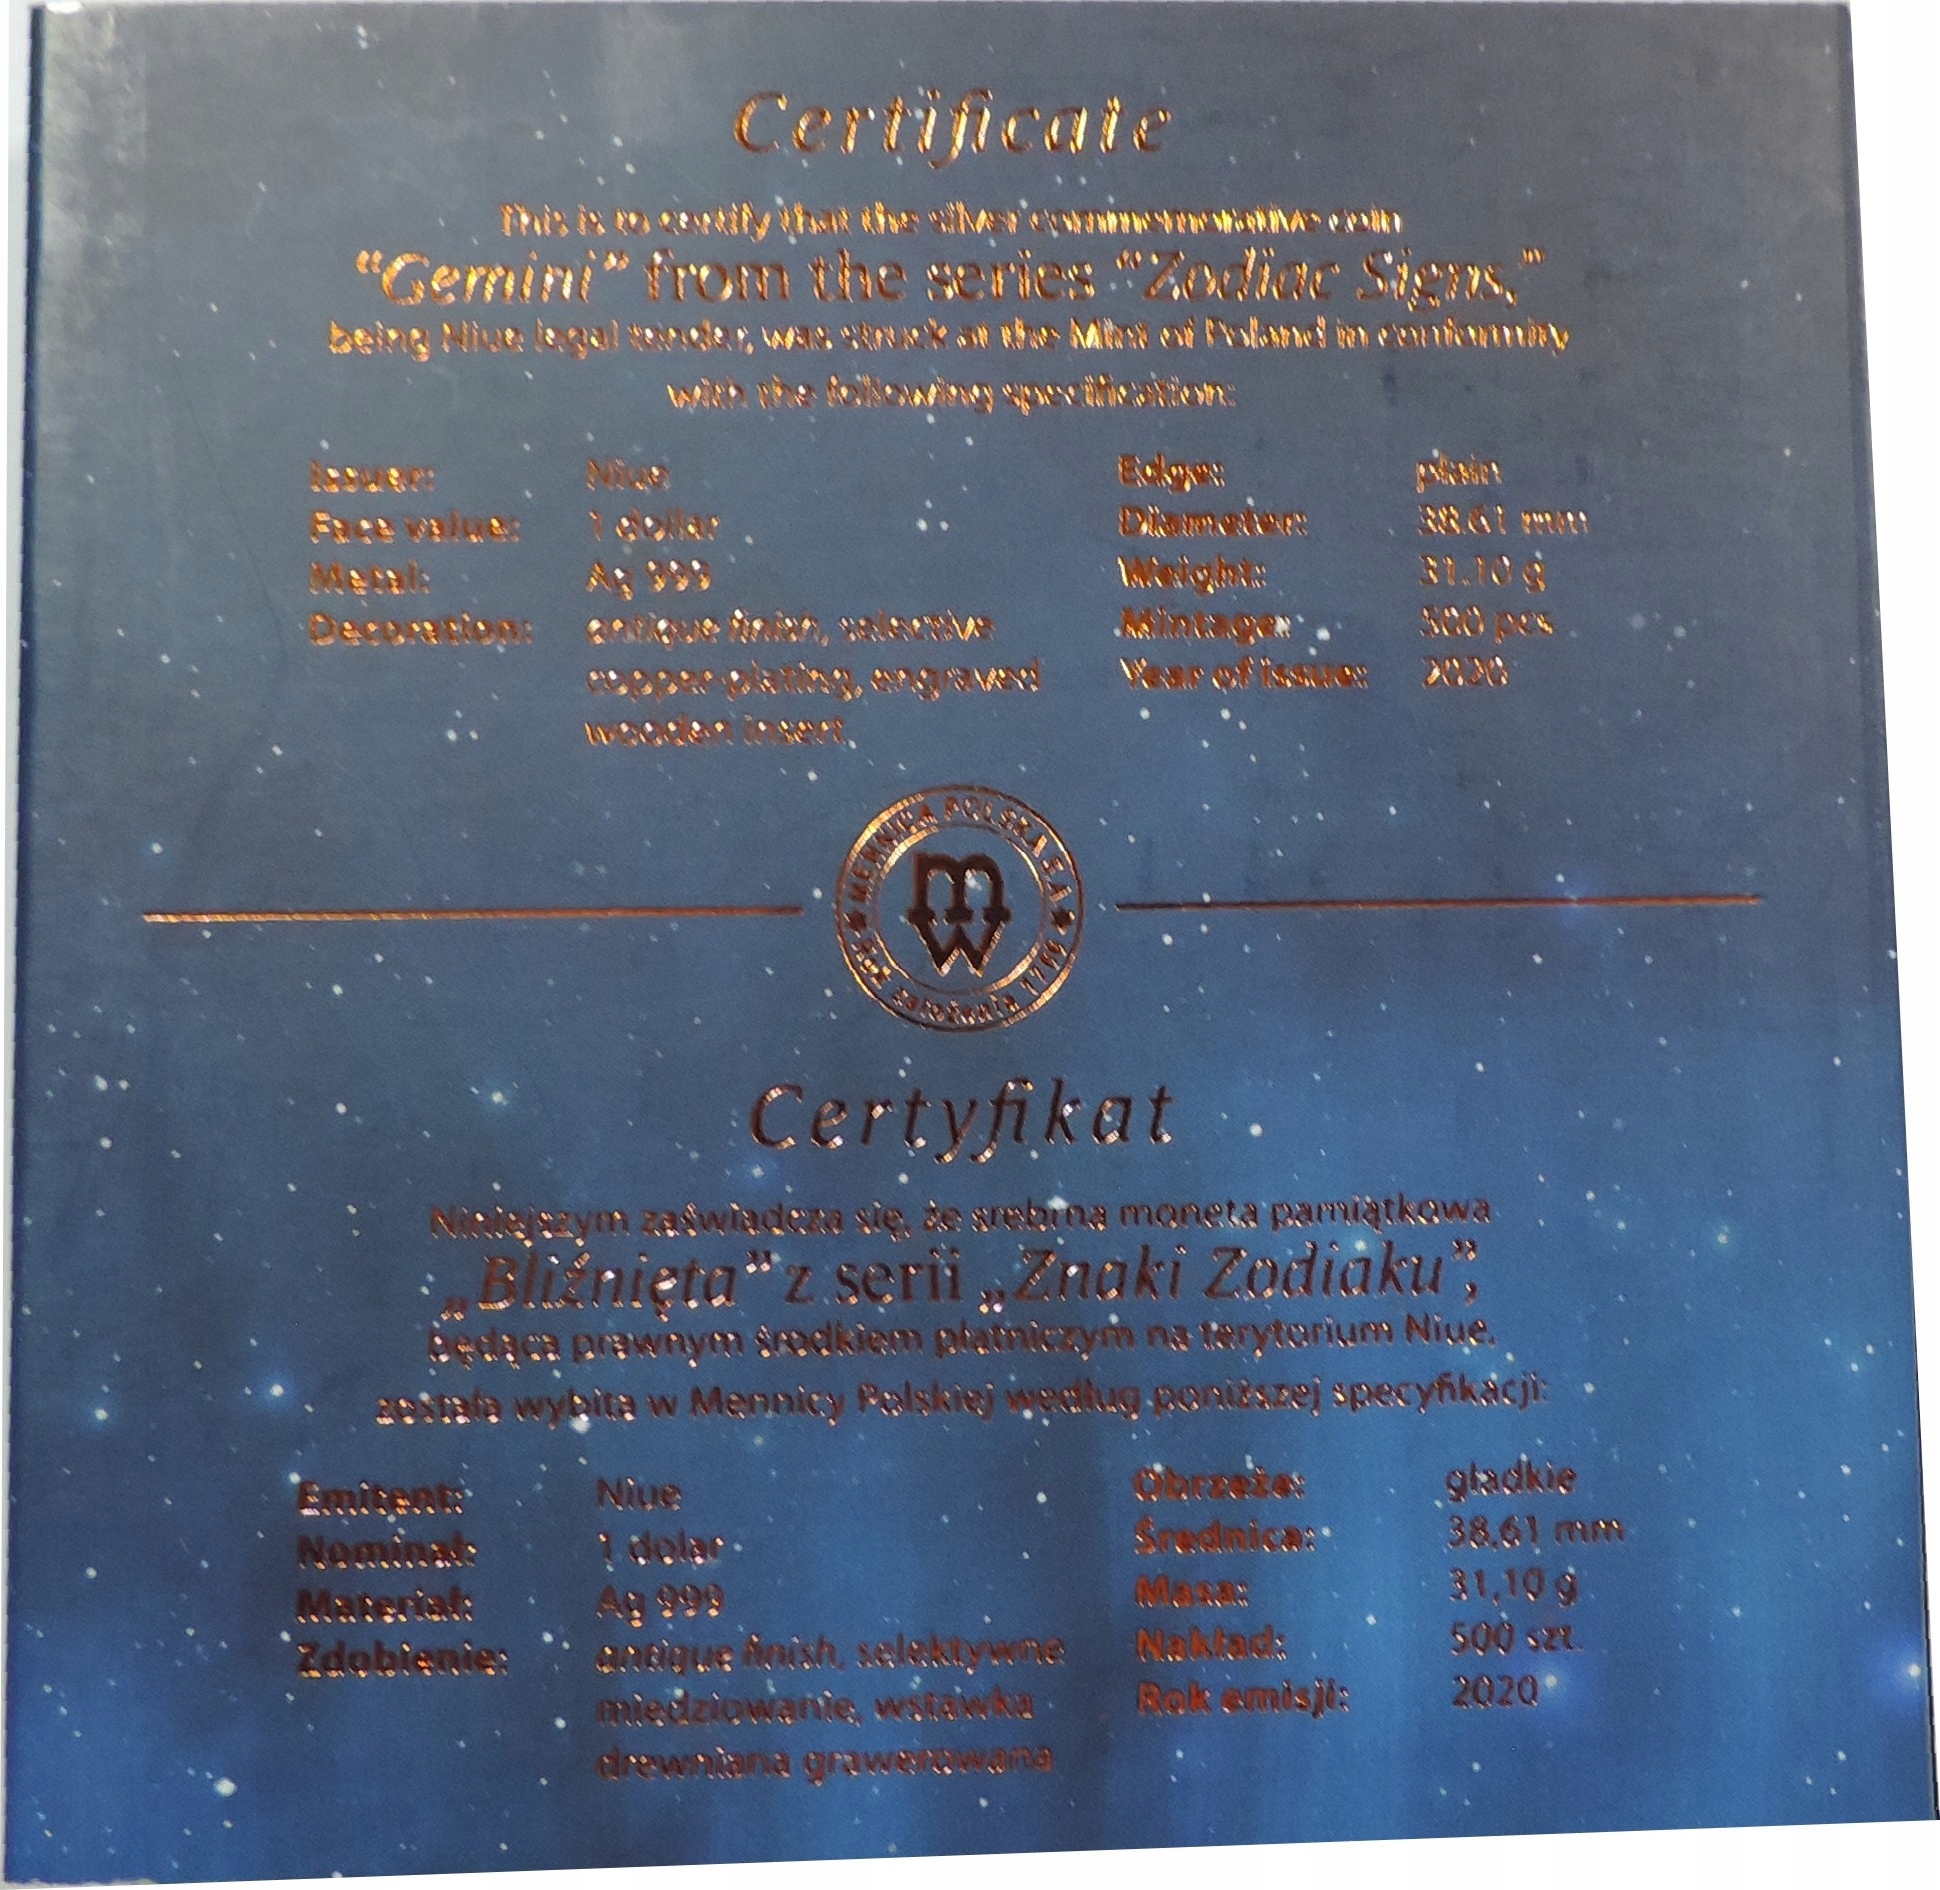 Certificate
This is to certify that the silver commemorative coin
“Gemini” from the series “Zodiac Signs,”
being Niue legal tender, was struck at the Mint of Poland in conformity
with the following specification:
Issuer: Niue
Face value: 1 dollar
Metal: Ag 999
Decoration: antique finish, selective
copper-plating, engraved
wooden insert
Edge: plain
Diameter: 38.61 mm
Weight: 31.10 g
Mintage: 500 pcs
Year of issue: 2020
MENNICA POLSKA S.A.
mw
Rok założenia 1766
Certyfikat
Niniejszym zaświadcza się, że srebrna moneta pamiątkowa
„Bliźnięta” z serii „Znaki Zodiaku”,
będąca prawnym środkiem płatniczym na terytorium Niue,
została wybita w Mennicy Polskiej według poniższej specyfikacji:
Emitent: Niue
Nominał: 1 dolar
Materiał: Ag 999
Zdobienie: antique finish, selektywne
miedziowanie, wstawka
drewniana grawerowana
Obrzeże: gładkie
Średnica: 38,61 mm
Masa: 31,10 g
Nakład: 500 szt.
Rok emisji: 2020